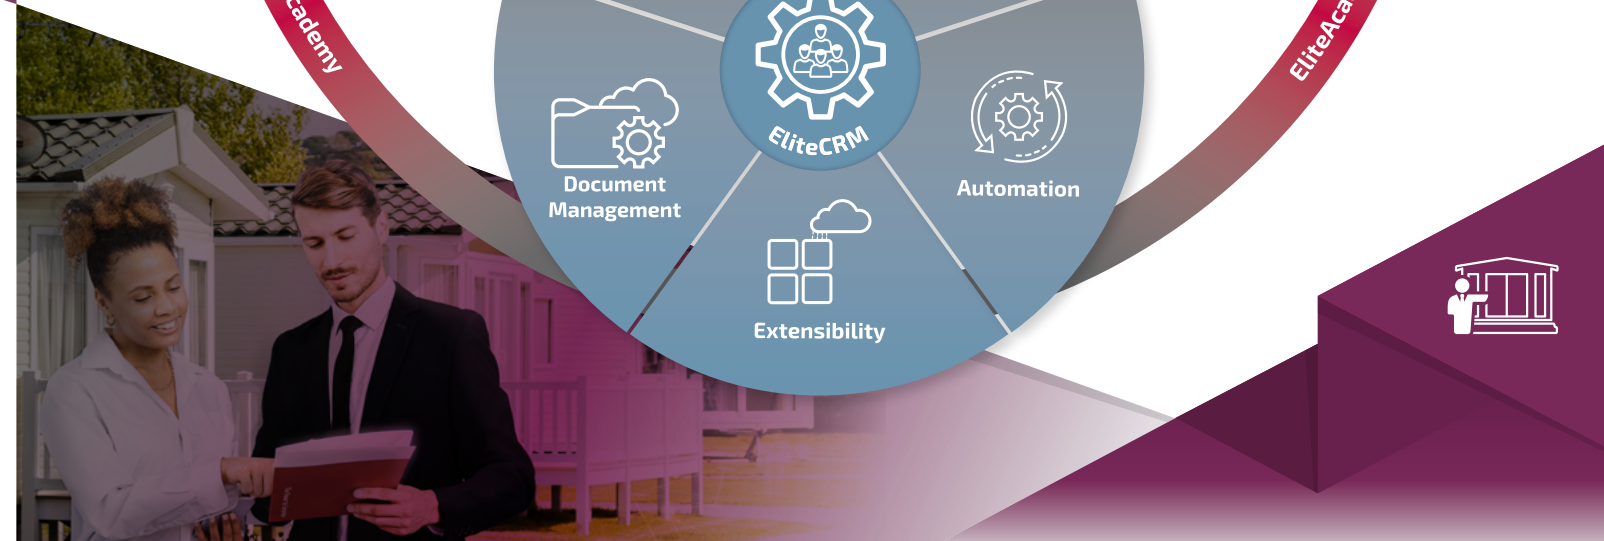 cademy
EliteAca
EliteCRM
Document
Management
Automation
Extensibility